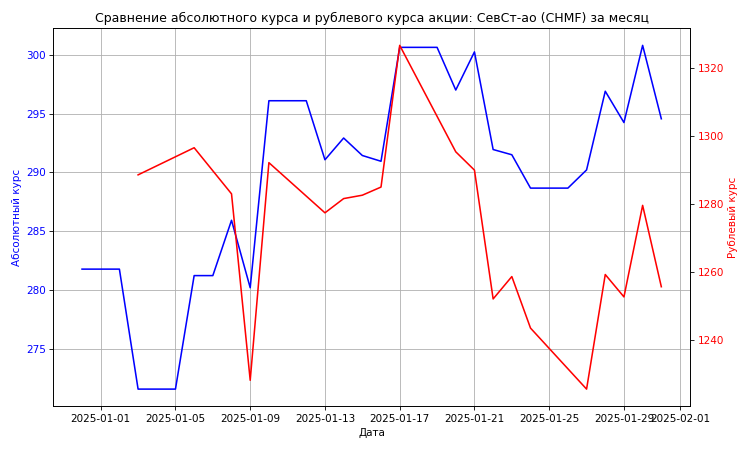 Сравнение абсолютного курса и рублевого курса акции: СевСт-ао (CHMF) за месяц
Абсолютный курс
300
295
290
285
280
275
1320
1300
1280
1260
1240
Рублевый курс
2025-01-01 2025-01-05 2025-01-09 2025-01-13 2025-01-17 2025-01-21 2025-01-25 2025-01-29 2025-02-01
Дата